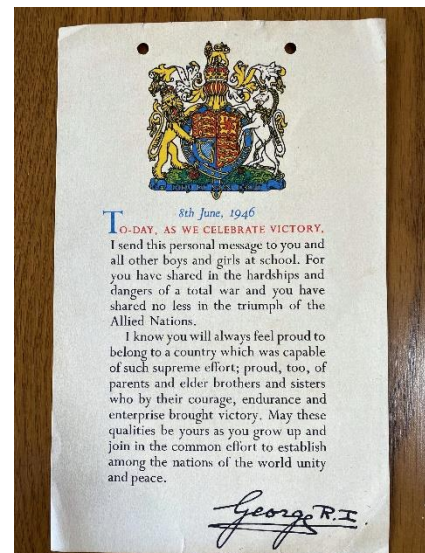 8th June, 1946
TO-DAY, AS WE CELEBRATE VICTORY,
I send this personal message to you and
all other boys and girls at school. For
you have shared in the hardships and
dangers of a total war and you have
shared no less in the triumph of the
Allied Nations.
I know you will always feel proud to
belong to a country which was capable
of such supreme effort; proud, too, of
parents and elder brothers and sisters
who by their courage, endurance and
enterprise brought victory. May these
qualities be yours as you grow up and
join in the common effort to establish
among the nations of the world unity
and peace.
George R.I.